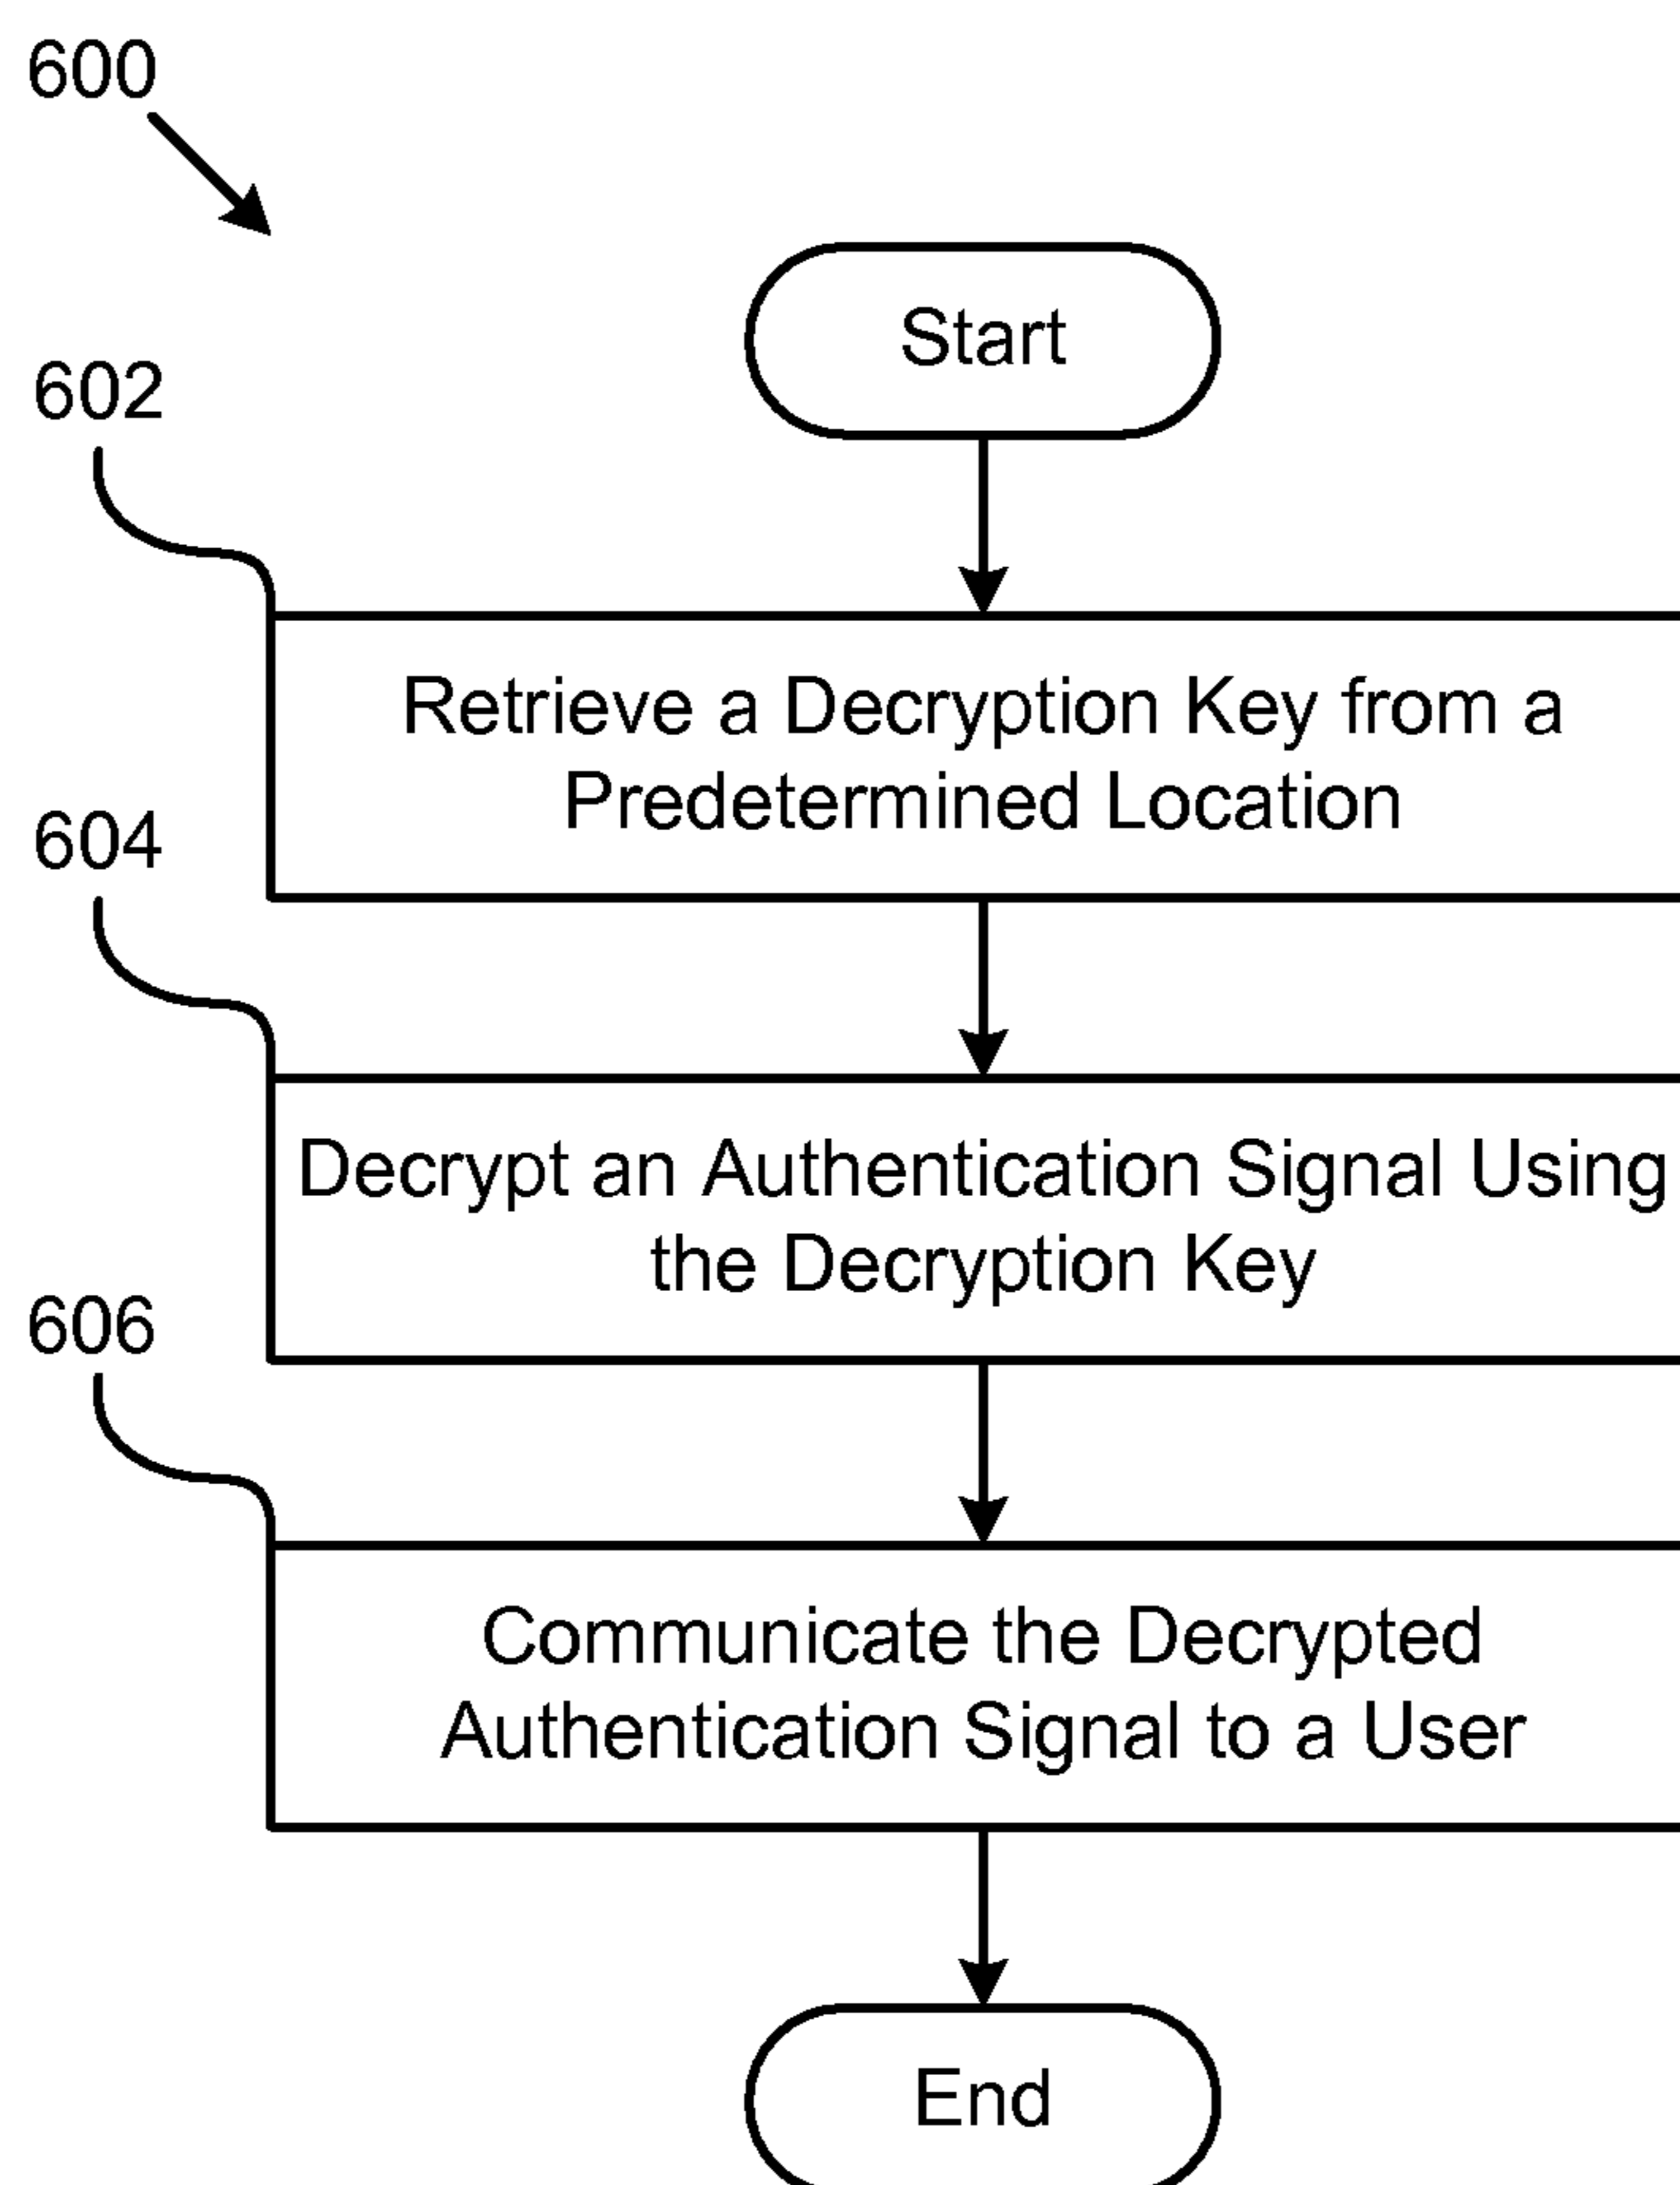 600
Start
602
Retrieve a Decryption Key from a
Predetermined Location
604
Decrypt an Authentication Signal Using
the Decryption Key
606
Communicate the Decrypted
Authentication Signal to a User
End